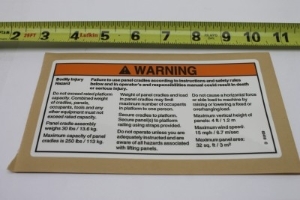 2 3 4 5 6 7 8 9 10 11
WARNING
Bodily Injury
Hazard
Failure to use panel cradles according to instructions and safety rules
below and in operator's and responsibilities manual could result in death
or serious injury.
Do not exceed rated platform
capacity. Combined weight
of cradles, panels,
occupants, tools and any
other equipment must not
exceed rated capacity.
Panel cradle assembly
weight 30 lbs / 13.6 kg.
Maximum capacity of panel
cradles is 250 lbs / 113 kg.
Weight of panel cradles and load
in panel cradles may limit
maximum number of occupants
in platform to one person.
Secure cradles to platform.
Secure panel(s) to platform
railing using straps provided.
Do not operate unless you are
adequately instructed and are
aware of all hazards associated
with lifting panels.
Do not cause a horizontal force
or side load to machine by
raising or lowering a fixed or
overhanging load.
Maximum vertical height of
panels: 4 ft / 1.2 m
Maximum wind speed:
15 mph / 6.7 m/sec
Maximum panel area:
32 sq. ft / 3 m²